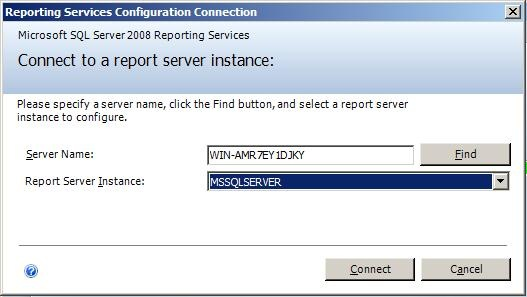 Reporting Services Configuration Connection
Microsoft SQL Server 2008 Reporting Services
Connect to a report server instance:
Please specify a server name, click the Find button, and select a report server
instance to configure.
Server Name: WIN-AMR7EY1DJKY Find
Report Server Instance: MSSQLSERVER
Connect Cancel